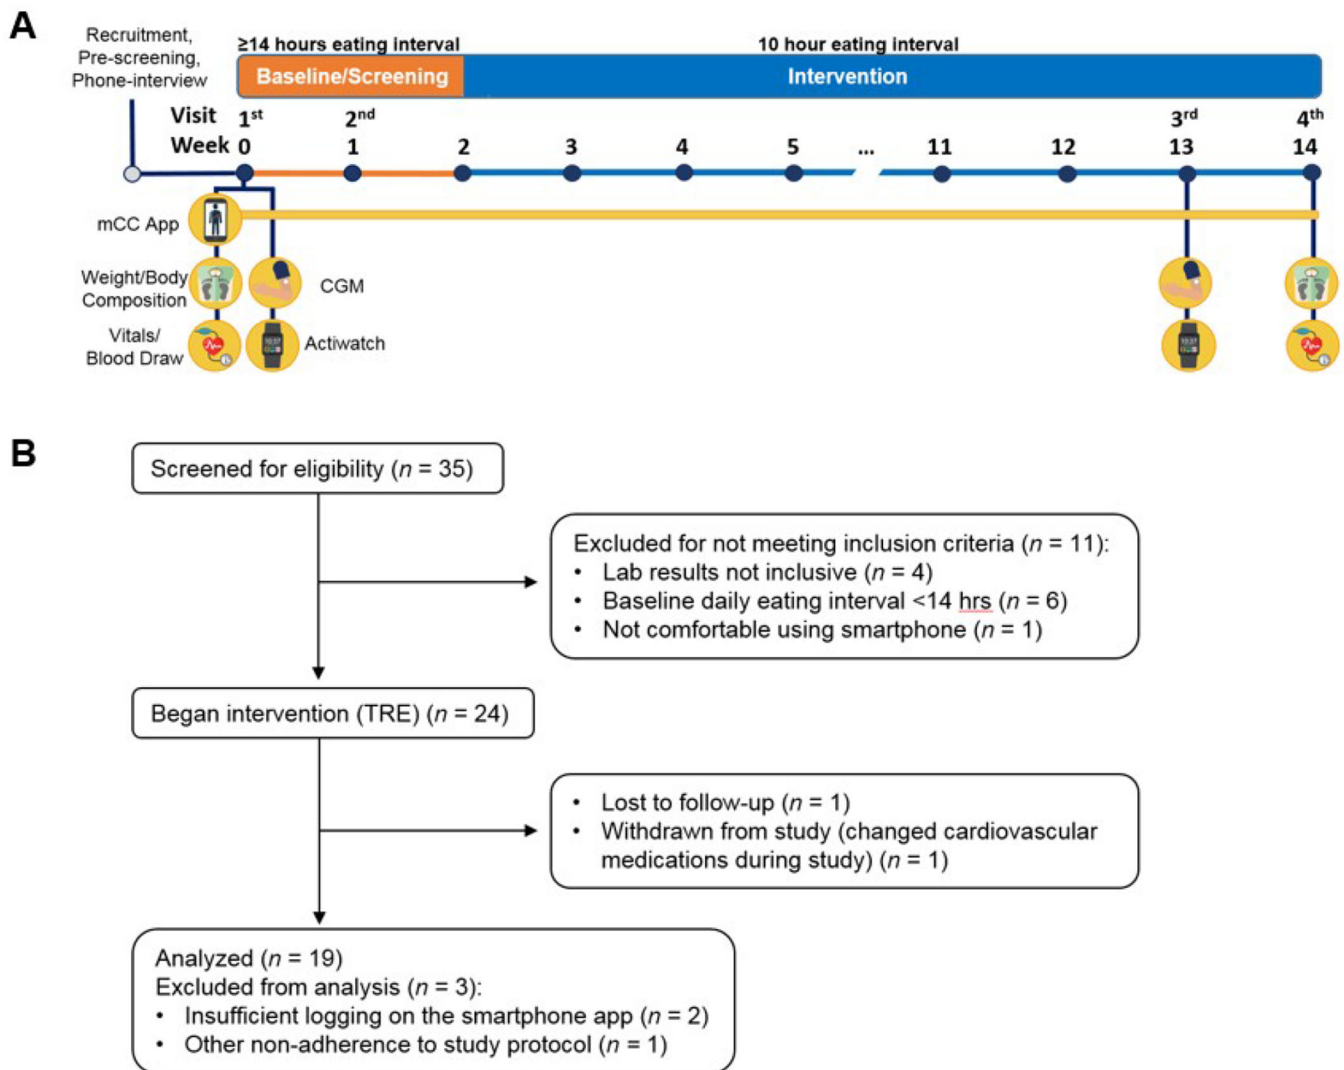 A
Recruitment,
Pre-screening,
Phone-interview
≥14 hours eating interval
10 hour eating interval
Baseline/Screening
Intervention
Visit 1st 2nd 3rd 4th
Week 0 1 2 3 4 5 ... 11 12 13 14
mCC App
Weight/Body
Composition
CGM
Vitals/
Blood Draw
Actiwatch
B
Screened for eligibility (n = 35)
Excluded for not meeting inclusion criteria (n = 11):
• Lab results not inclusive (n = 4)
• Baseline daily eating interval <14 hrs (n = 6)
• Not comfortable using smartphone (n = 1)
Began intervention (TRE) (n = 24)
• Lost to follow-up (n = 1)
• Withdrawn from study (changed cardiovascular
medications during study) (n = 1)
Analyzed (n = 19)
Excluded from analysis (n = 3):
• Insufficient logging on the smartphone app (n = 2)
• Other non-adherence to study protocol (n = 1)